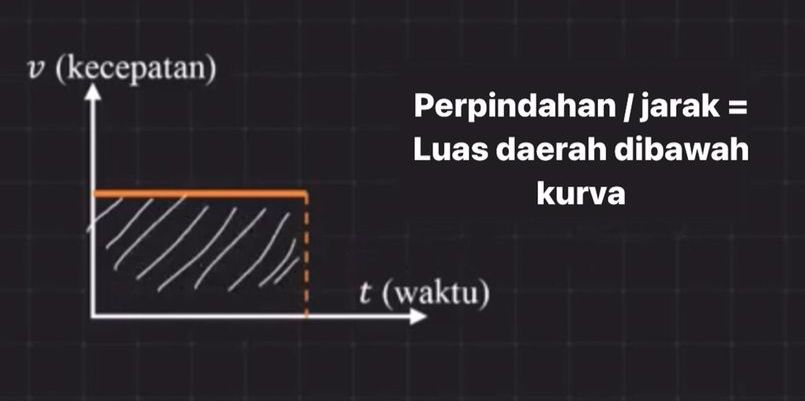 v (kecepatan)
Perpindahan / jarak =
Luas daerah dibawah
kurva
t (waktu)